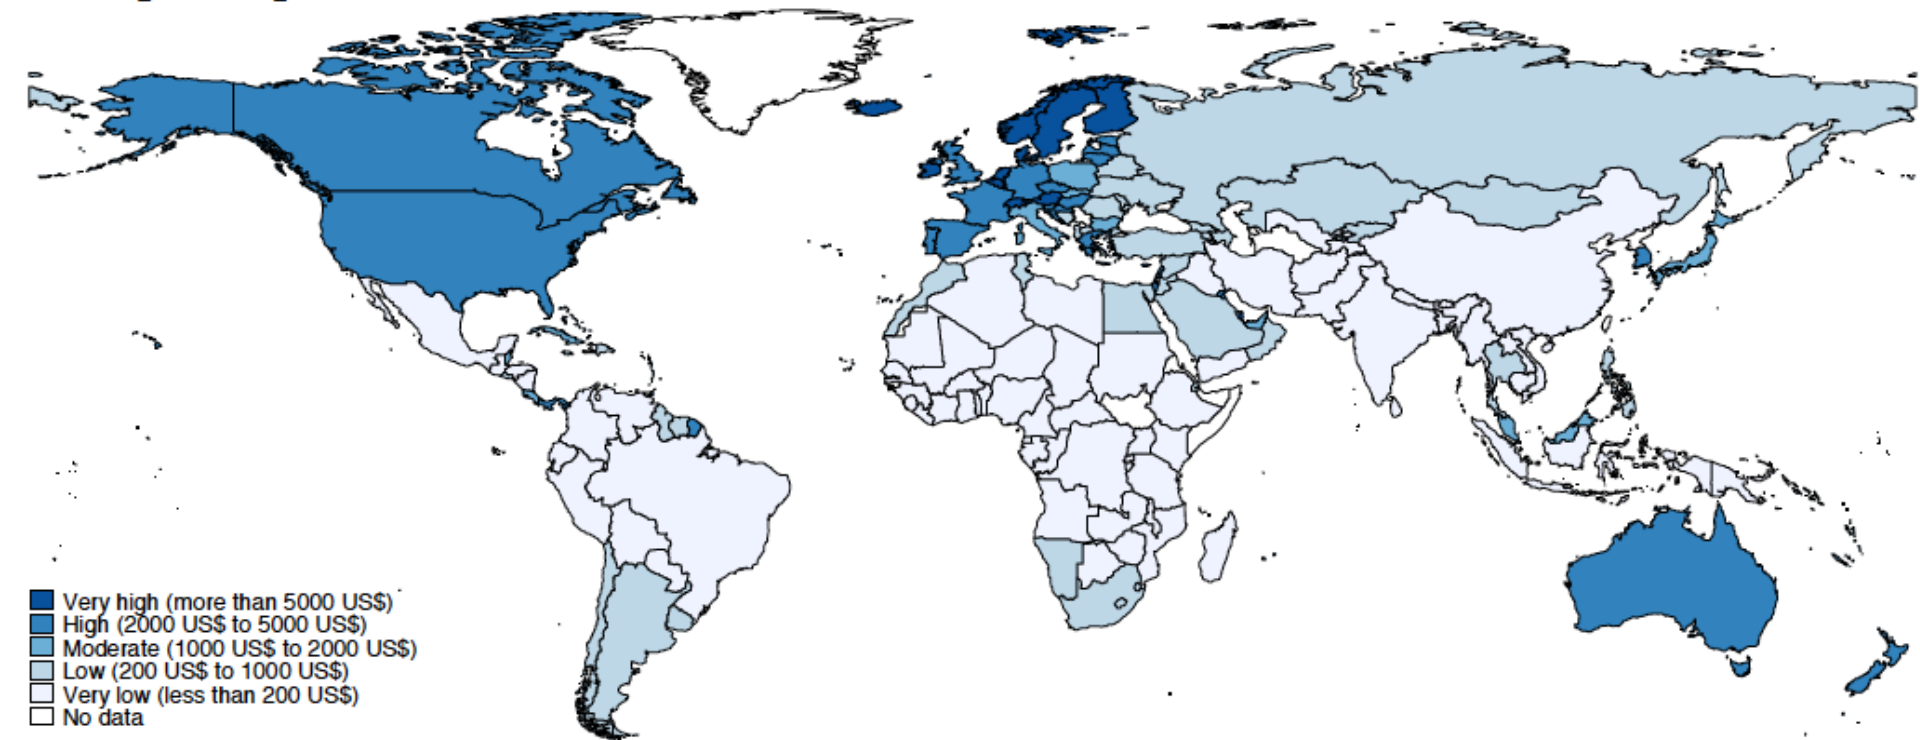 Very high (more than 5000 US$)
High (2000 US$ to 5000 US$)
Moderate (1000 US$ to 2000 US$)
Low (200 US$ to 1000 US$)
Very low (less than 200 US$)
No data